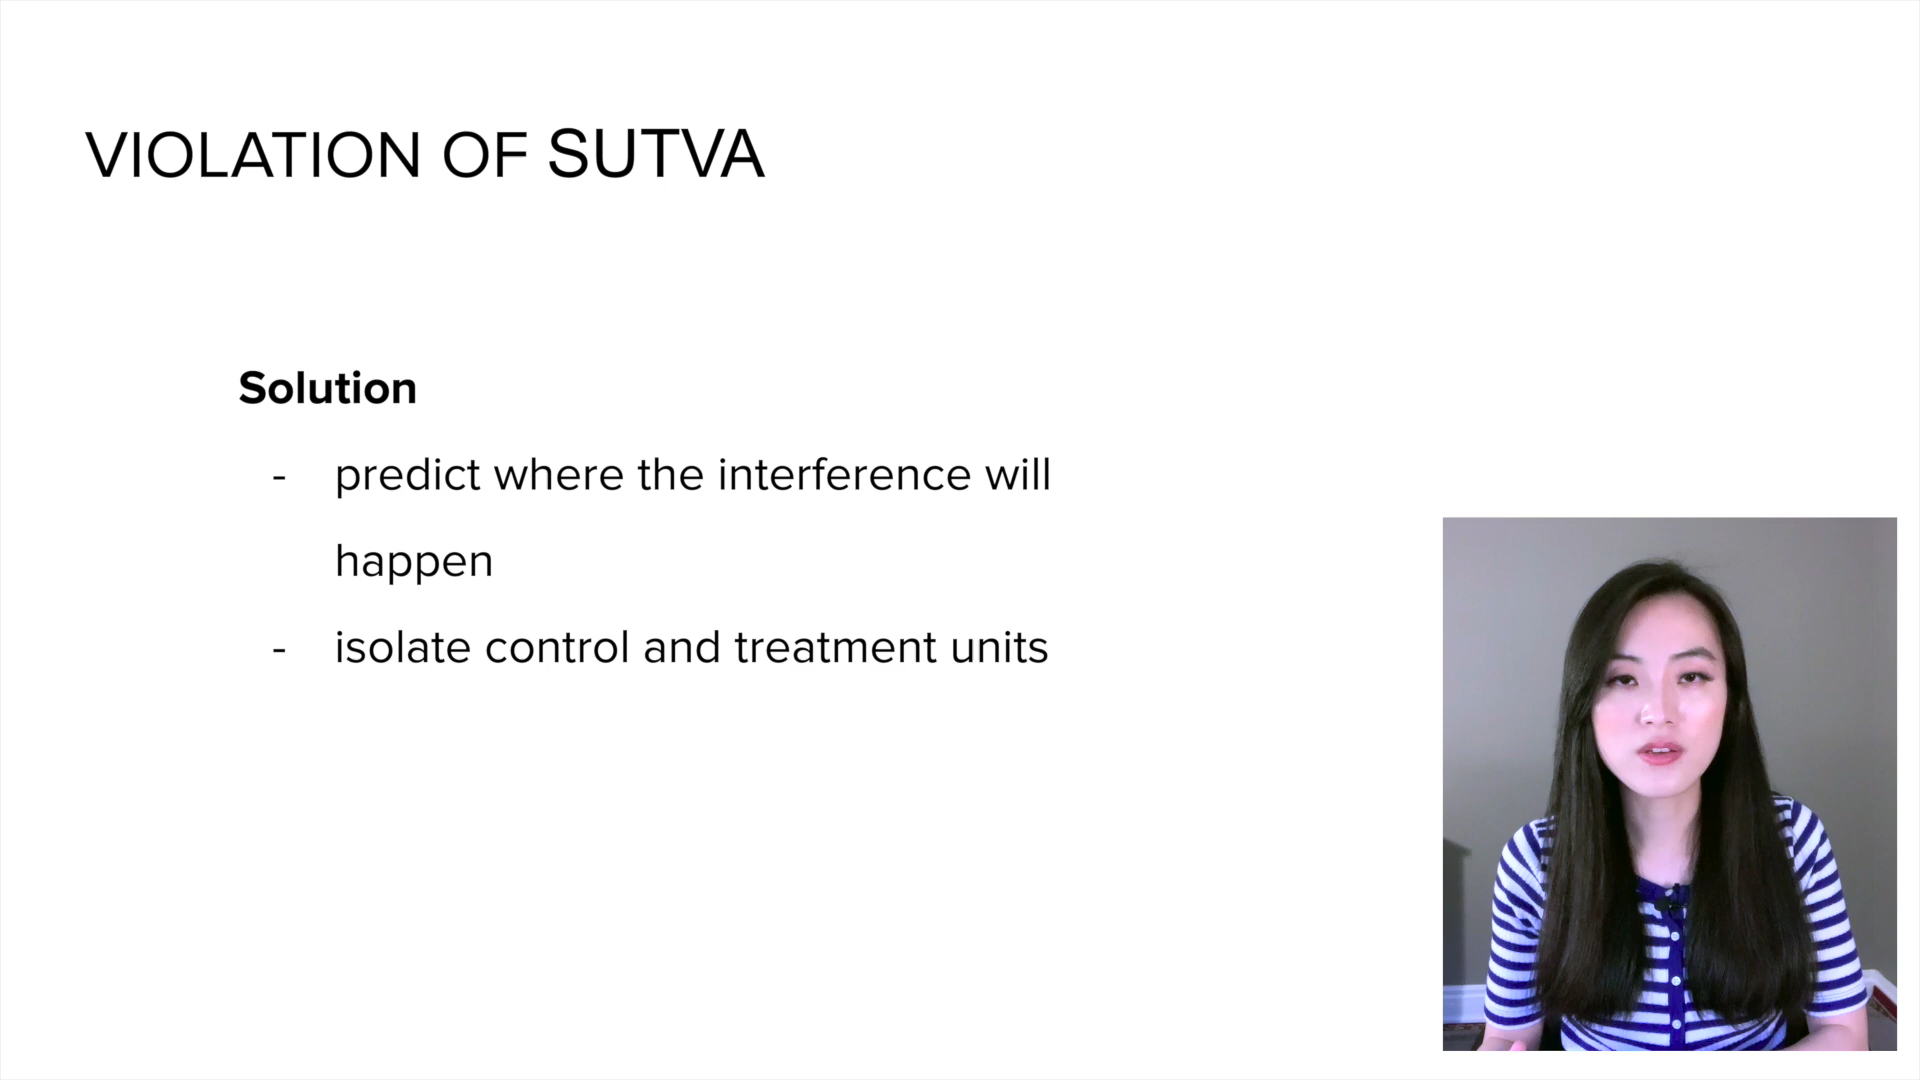 VIOLATION OF SUTVA
Solution
- predict where the interference will
happen
- isolate control and treatment units